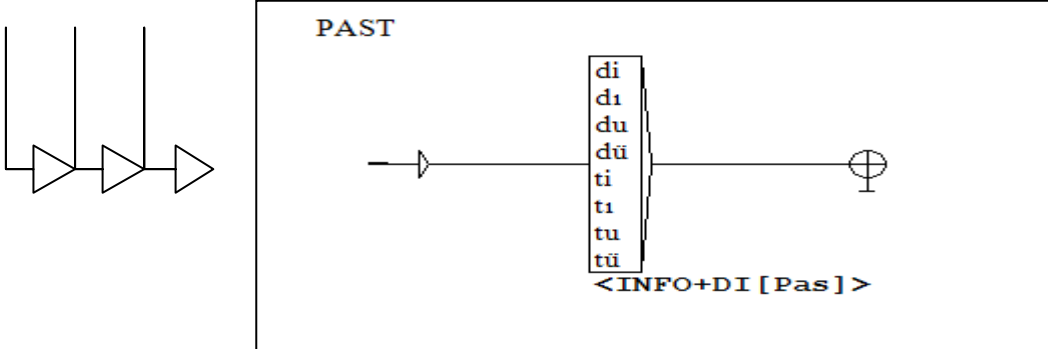 PAST
di
dı
du
dü
ti
tı
tu
tü
<INFO+DI[Pas]>